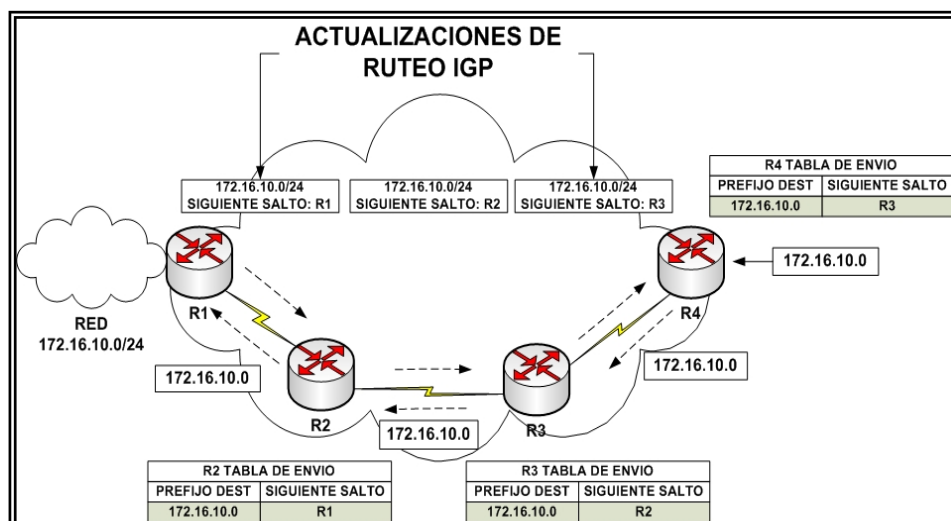 ACTUALIZACIONES DE
RUTEO IGP
172.16.10.0/24
SIGUIENTE SALTO: R1
172.16.10.0/24
SIGUIENTE SALTO: R2
172.16.10.0/24
SIGUIENTE SALTO: R3
R4 TABLA DE ENVIO
PREFIJO DEST SIGUIENTE SALTO
172.16.10.0 R3
172.16.10.0
R1
R4
RED
172.16.10.0/24
172.16.10.0
172.16.10.0
R2
172.16.10.0
R3
R2 TABLA DE ENVIO
PREFIJO DEST SIGUIENTE SALTO
172.16.10.0 R1
R3 TABLA DE ENVIO
PREFIJO DEST SIGUIENTE SALTO
172.16.10.0 R2